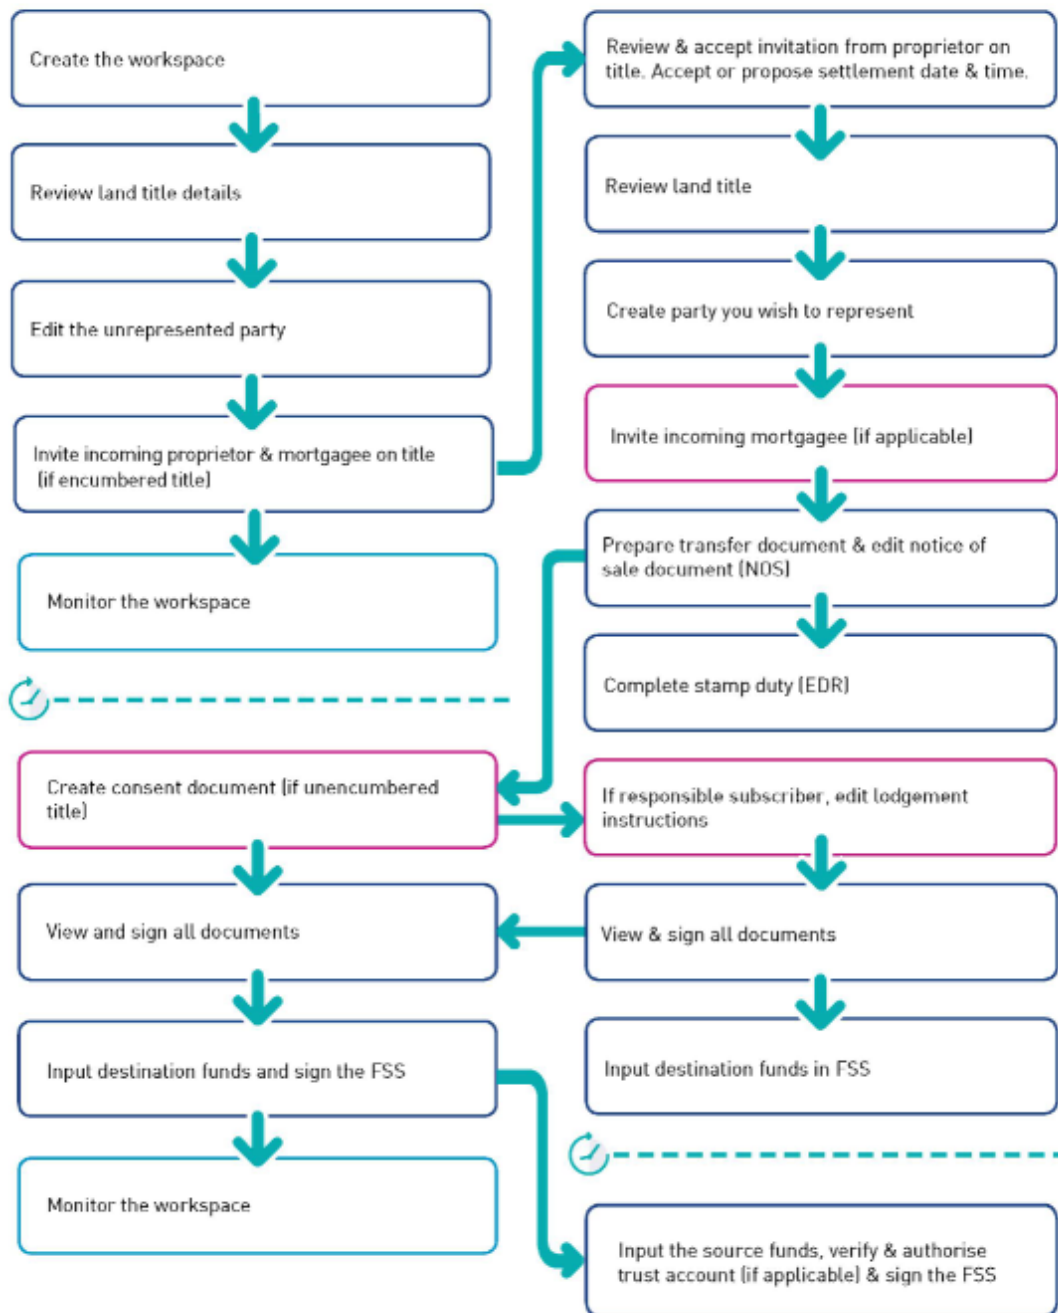 Create the workspace
Review land title details
Edit the unrepresented party
Invite incoming proprietor & mortgagee on title
(if encumbered title)
Monitor the workspace
Create consent document (if unencumbered
title)
View and sign all documents
Input destination funds and sign the FSS
Monitor the workspace
Review & accept invitation from proprietor on
title. Accept or propose settlement date & time.
Review land title
Create party you wish to represent
Invite incoming mortgagee (if applicable)
Prepare transfer document & edit notice of
sale document (NOS)
Complete stamp duty (EDR)
If responsible subscriber, edit lodgement
instructions
View & sign all documents
Input destination funds in FSS
Input the source funds, verify & authorise
trust account (if applicable) & sign the FSS